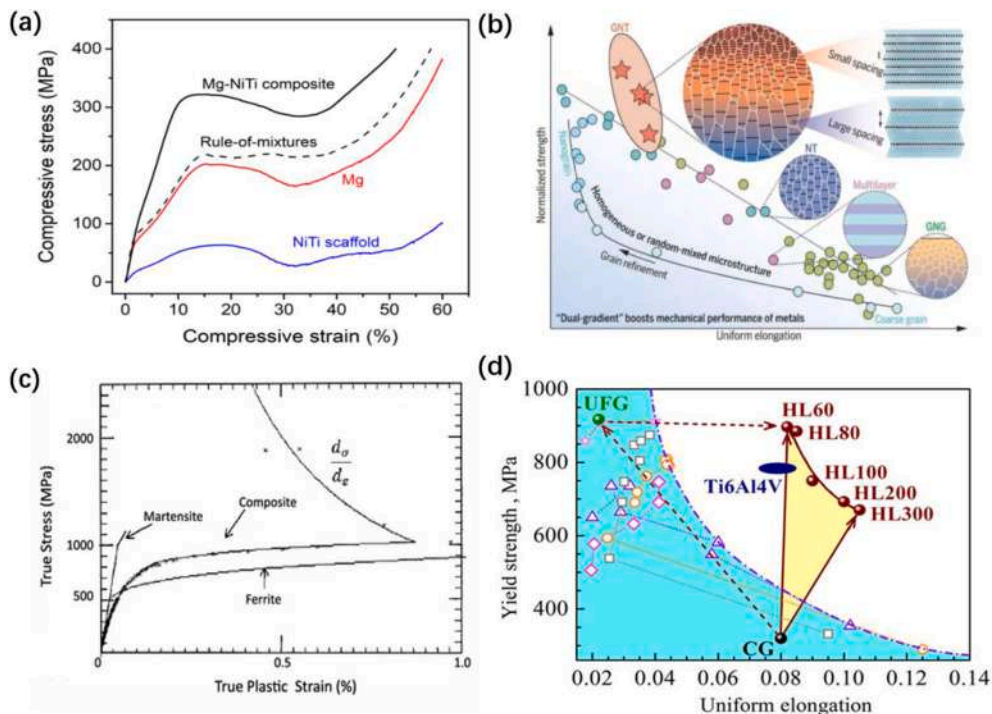 (a)
400
300
200
100
0
Compressive stress (MPa)
Mg-NiTi composite
Rule-of-mixtures
Mg
NiTi scaffold
0
10
20
30
40
50
60
Compressive strain (%)
(b)
GNT
Small spacing
Large spacing
NT
Multilayer
GNG
Nanograin
Homogeneous or random-mixed microstructure
Grain refinement
Coarse grain
"Dual-gradient" boosts mechanical performance of metals
Normalized strength
Uniform elongation
(c)
2000
1000
500
True Stress (MPa)
Martensite
Composite
Ferrite
dσ
dε
0
0.5
1.0
True Plastic Strain (%)
(d)
1000
800
600
400
Yield strength , MPa
UFG
HL60
HL80
HL100
HL200
HL300
Ti6Al4V
CG
0.02
0.04
0.06
0.08
0.10
0.12
0.14
Uniform elongation